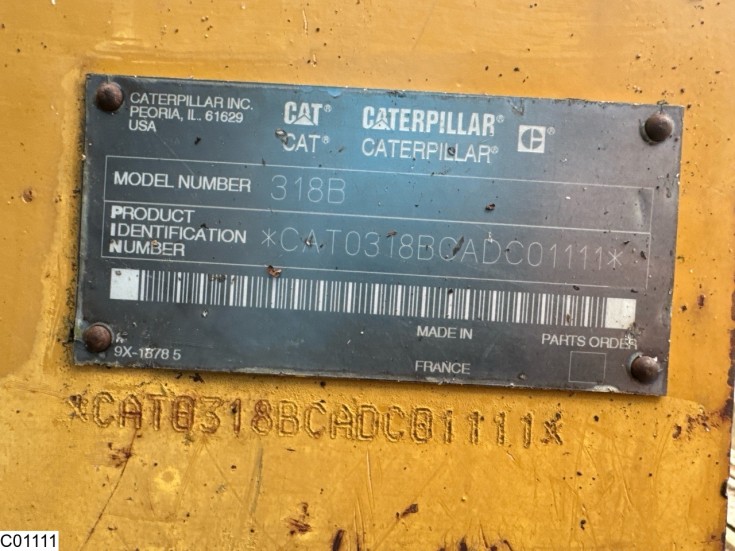 CATERPILLAR INC.
PEORIA, IL. 61629
USA
CAT® CATERPILLAR® C®
CAT® CATERPILLAR®
MODEL NUMBER 318B
PRODUCT
IDENTIFICATION
NUMBER *CAT0318BCADC01111*
MADE IN PARTS ORDER
9X-1878 5
FRANCE
*CAT0318BCADC01111*
C01111